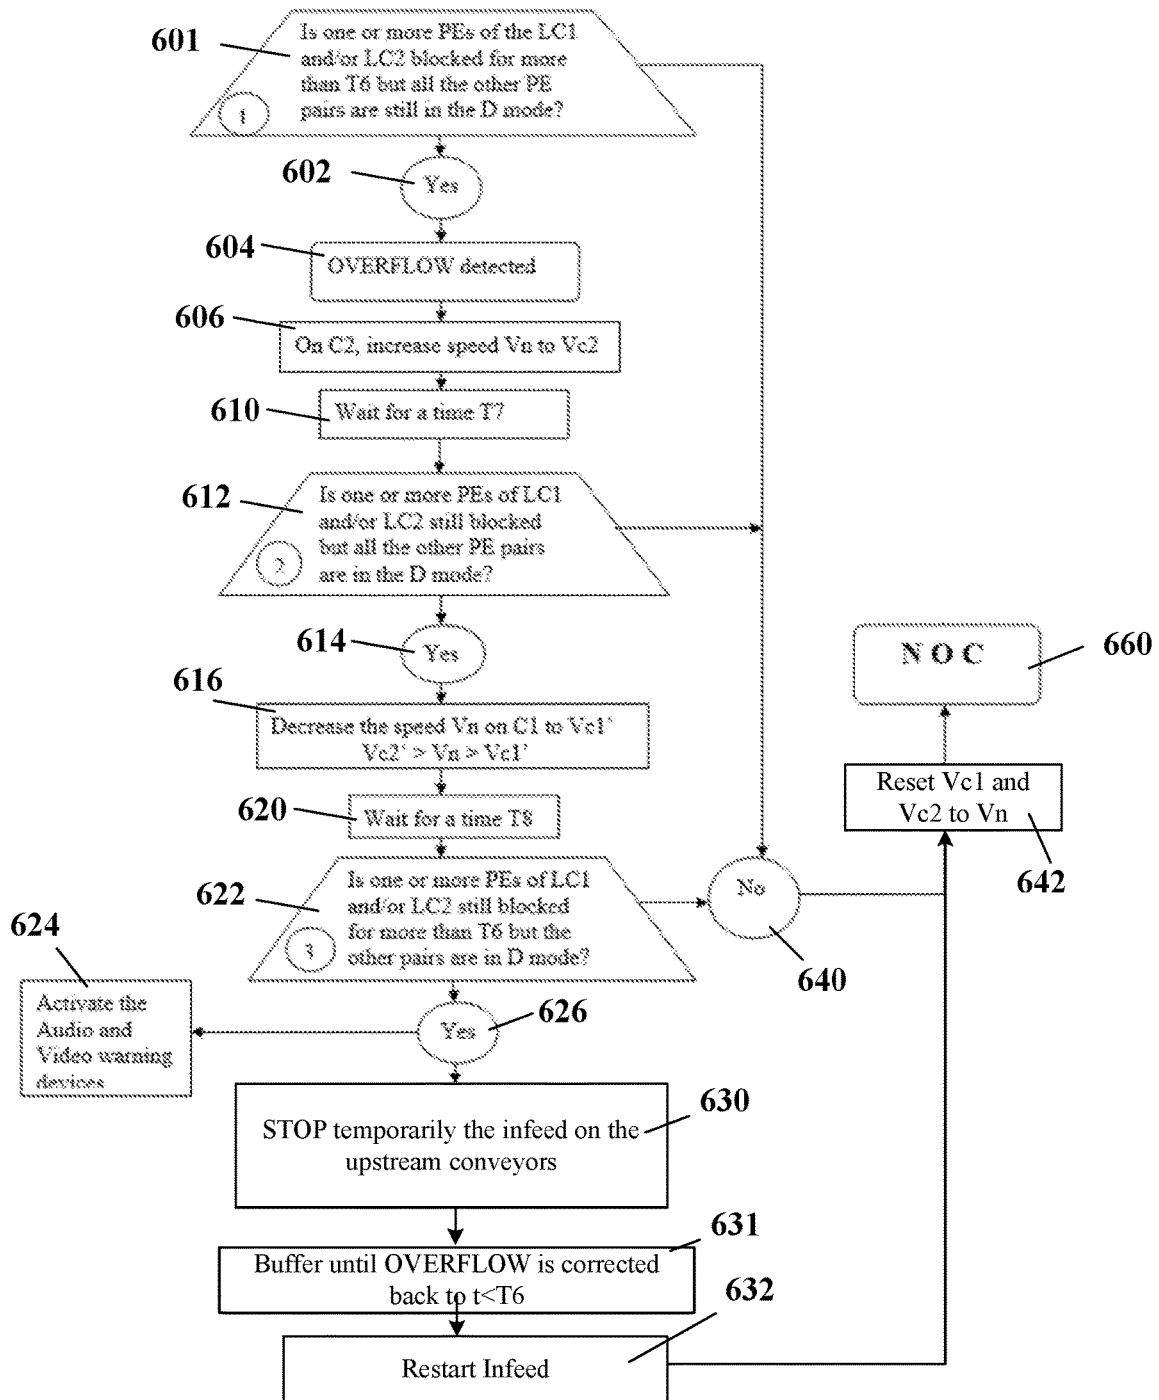 601
Is one or more PEs of the LC1
and/or LC2 blocked for more
than T6 but all the other PE
pairs are still in the D mode?
1
602
Yes
604
OVERFLOW detected
606
On C2, increase speed Vn to Vc2
610
Wait for a time T7
612
Is one or more PEs of LC1
and/or LC2 still blocked
but all the other PE pairs
are in the D mode?
2
614
Yes
616
Decrease the speed Vn on C1 to Vc1'
Vc2' > Vn > Vc1'
620
Wait for a time T8
622
Is one or more PEs of LC1
and/or LC2 still blocked
for more than T6 but the
other pairs are in D mode?
3
624
Activate the
Audio and
Video warning
devices
626
Yes
630
STOP temporarily the infeed on the
upstream conveyors
631
Buffer until OVERFLOW is corrected
back to t<T6
632
Restart Infeed
No
640
Reset Vc1 and
Vc2 to Vn
642
N O C
660